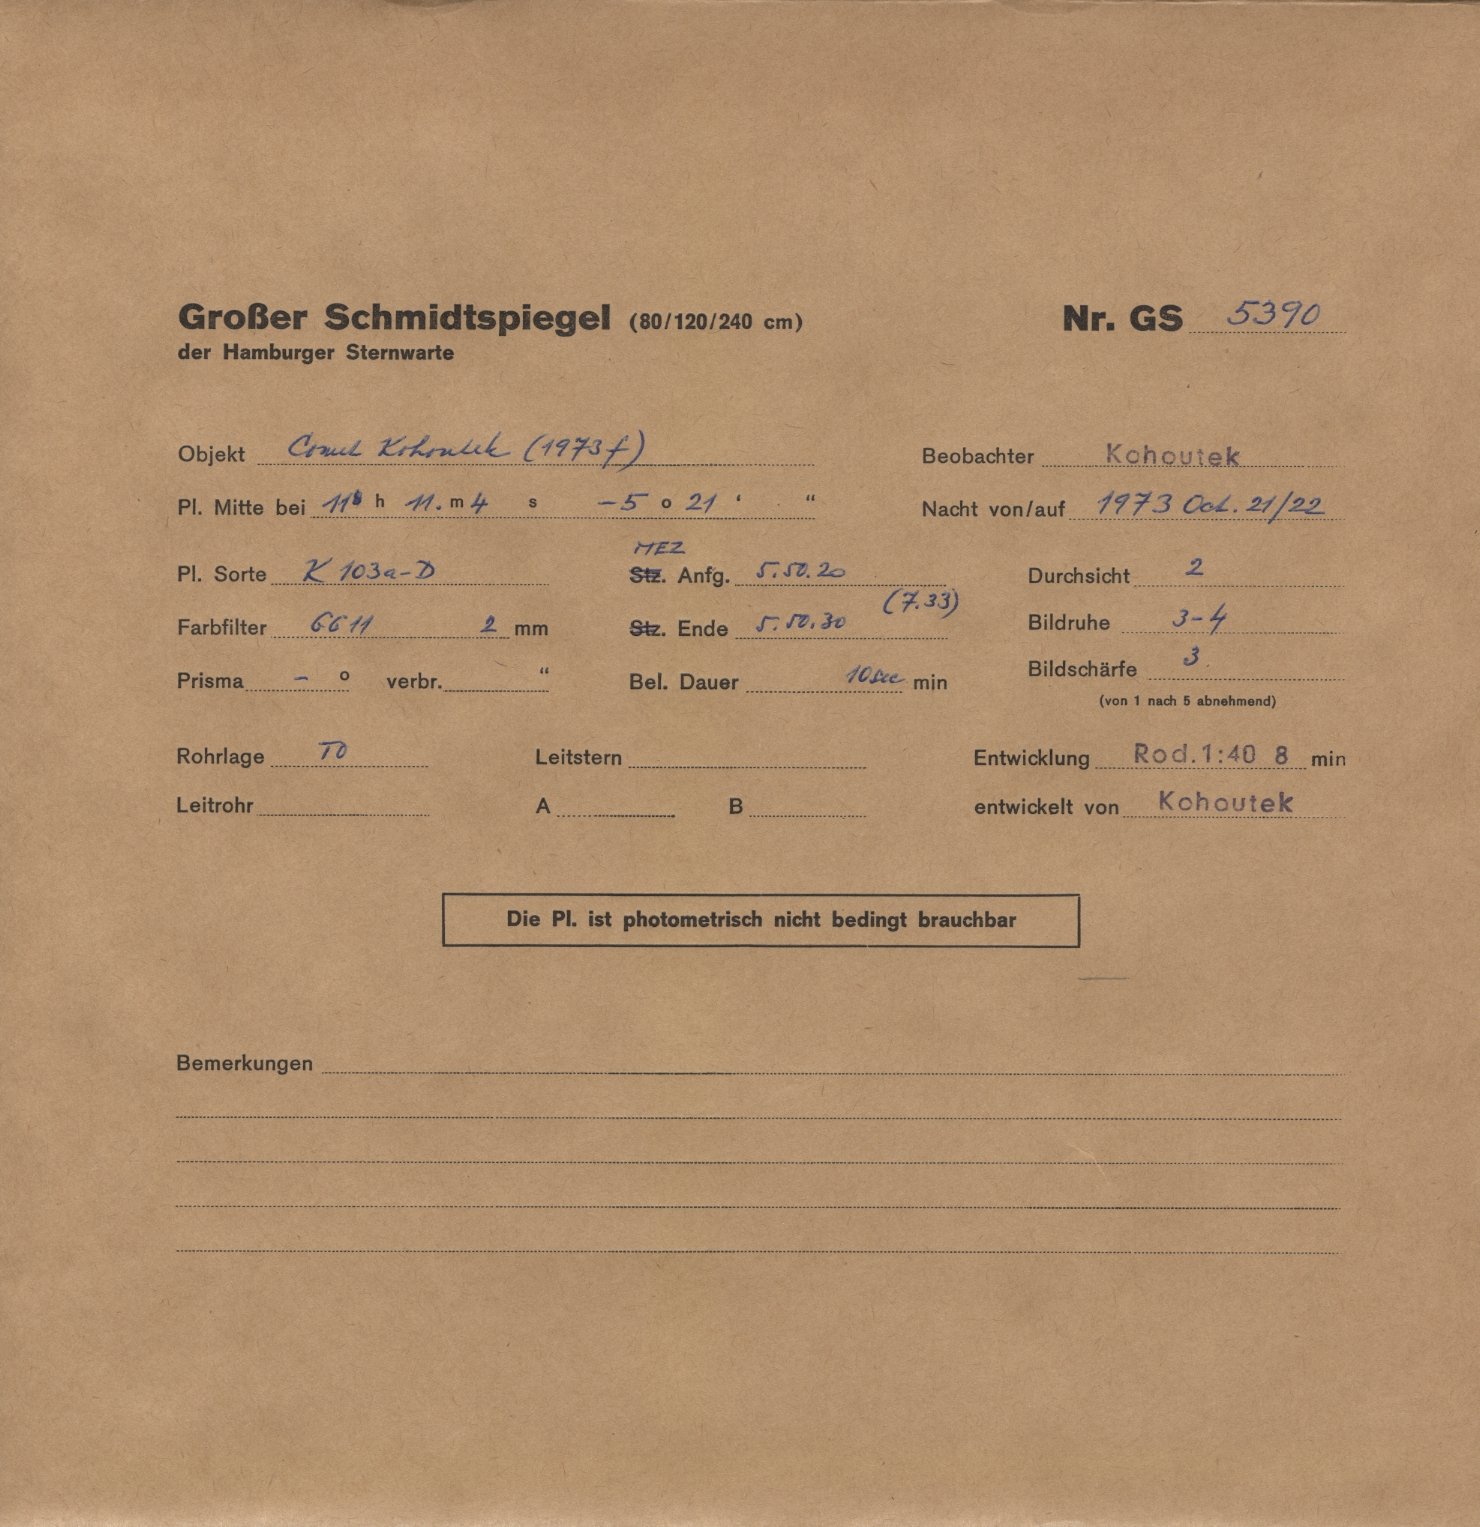 Großer Schmidtspiegel (80/120/240 cm) Nr. GS 5390
der Hamburger Sternwarte
Objekt Comet Kohoutek (1973 f) Beobachter Kohoutek
Pl. Mitte bei 11 h 11. m 4 s -5 o 21 ‘ “ Nacht von/auf 1973 Oct. 21/22
MEZ
Pl. Sorte K 103a-D Stz. Anfg. 5.50.20 Durchsicht 2
(7.33)
Farbfilter GG11 2 mm Stz. Ende 5.50.30 Bildruhe 3-4
Prisma - o verbr. “ Bel. Dauer 10sec min Bildschärfe 3
(von 1 nach 5 abnehmend)
Rohrlage TO Leitstern Entwicklung Rod.1:40 8 min
Leitrohr A B entwickelt von Kohoutek
Die Pl. ist photometrisch nicht bedingt brauchbar
Bemerkungen